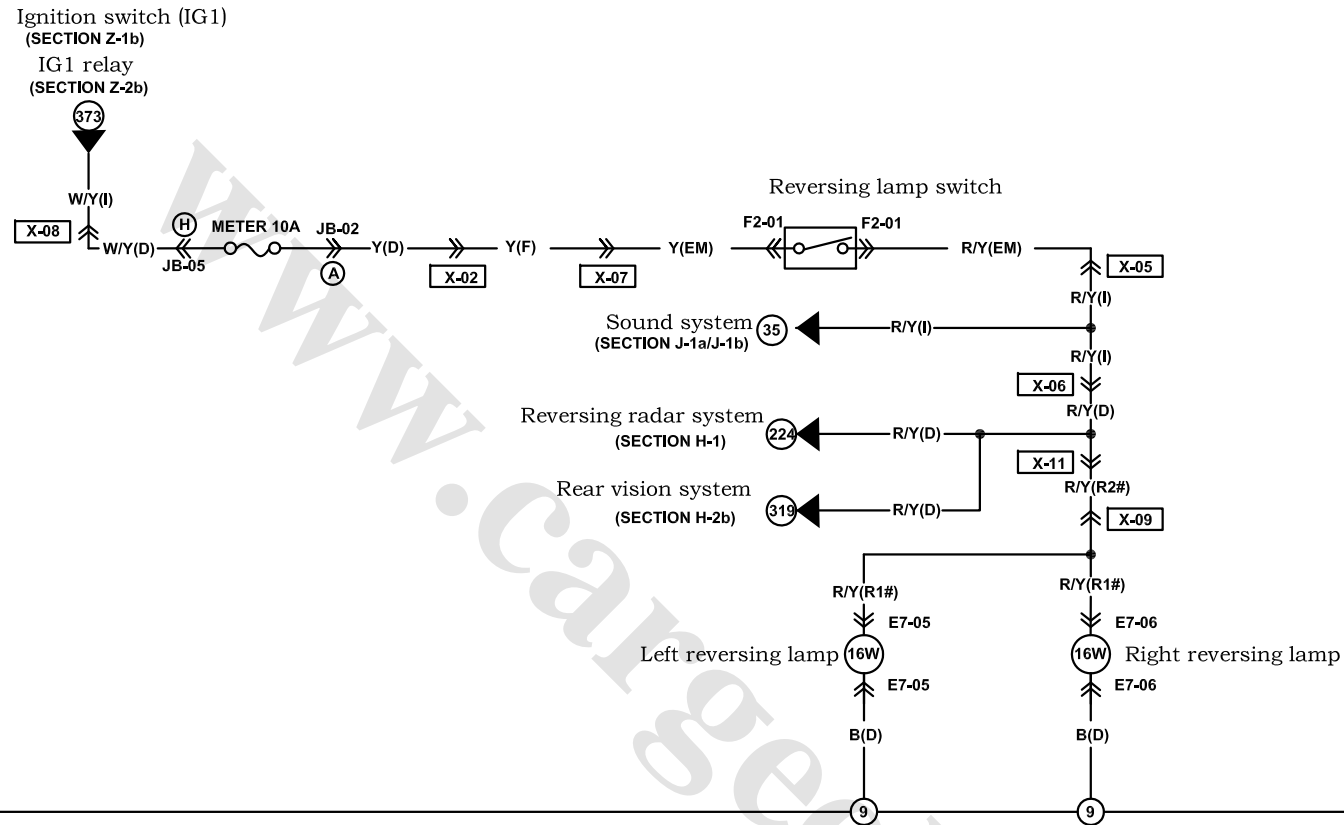 Ignition switch (IG1)
(SECTION Z-1b)
IG1 relay
(SECTION Z-2b)
373
W/Y(I)
X-08
W/Y(D)
H
JB-05
METER 10A
JB-02
A
Y(D)
X-02
Y(F)
X-07
Y(EM)
Reversing lamp switch
F2-01
F2-01
R/Y(EM)
X-05
R/Y(I)
Sound system
(SECTION J-1a/J-1b)
35
R/Y(I)
R/Y(I)
X-06
R/Y(D)
Reversing radar system
(SECTION H-1)
224
R/Y(D)
X-11
R/Y(R2#)
Rear vision system
(SECTION H-2b)
319
R/Y(D)
X-09
R/Y(R1#)
R/Y(R1#)
E7-05
E7-06
Left reversing lamp
16W
16W
Right reversing lamp
E7-05
E7-06
B(D)
B(D)
9
9
www.carge